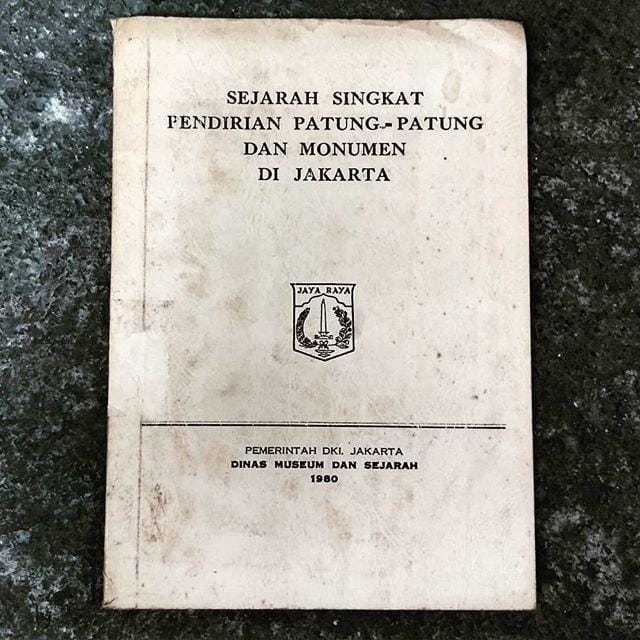 SEJARAH SINGKAT
PENDIRIAN PATUNG-PATUNG
DAN MONUMEN
DI JAKARTA
JAYA RAYA
PEMERINTAH DKI. JAKARTA
DINAS MUSEUM DAN SEJARAH
1980